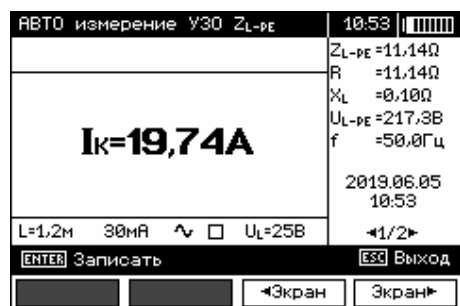 АВТО измерение УЗО ZL-PE 10:53
ZL-PE =11,14Ω
R =11,14Ω
XL =0,10Ω
UL-PE =217,3В
f =50,0Гц
Iк=19,74A
2019.06.05
10:53
L=1,2м 30мА ∿ □ UL=25В ◄1/2►
ENTER Записать ESC Выход
◄Экран Экран►